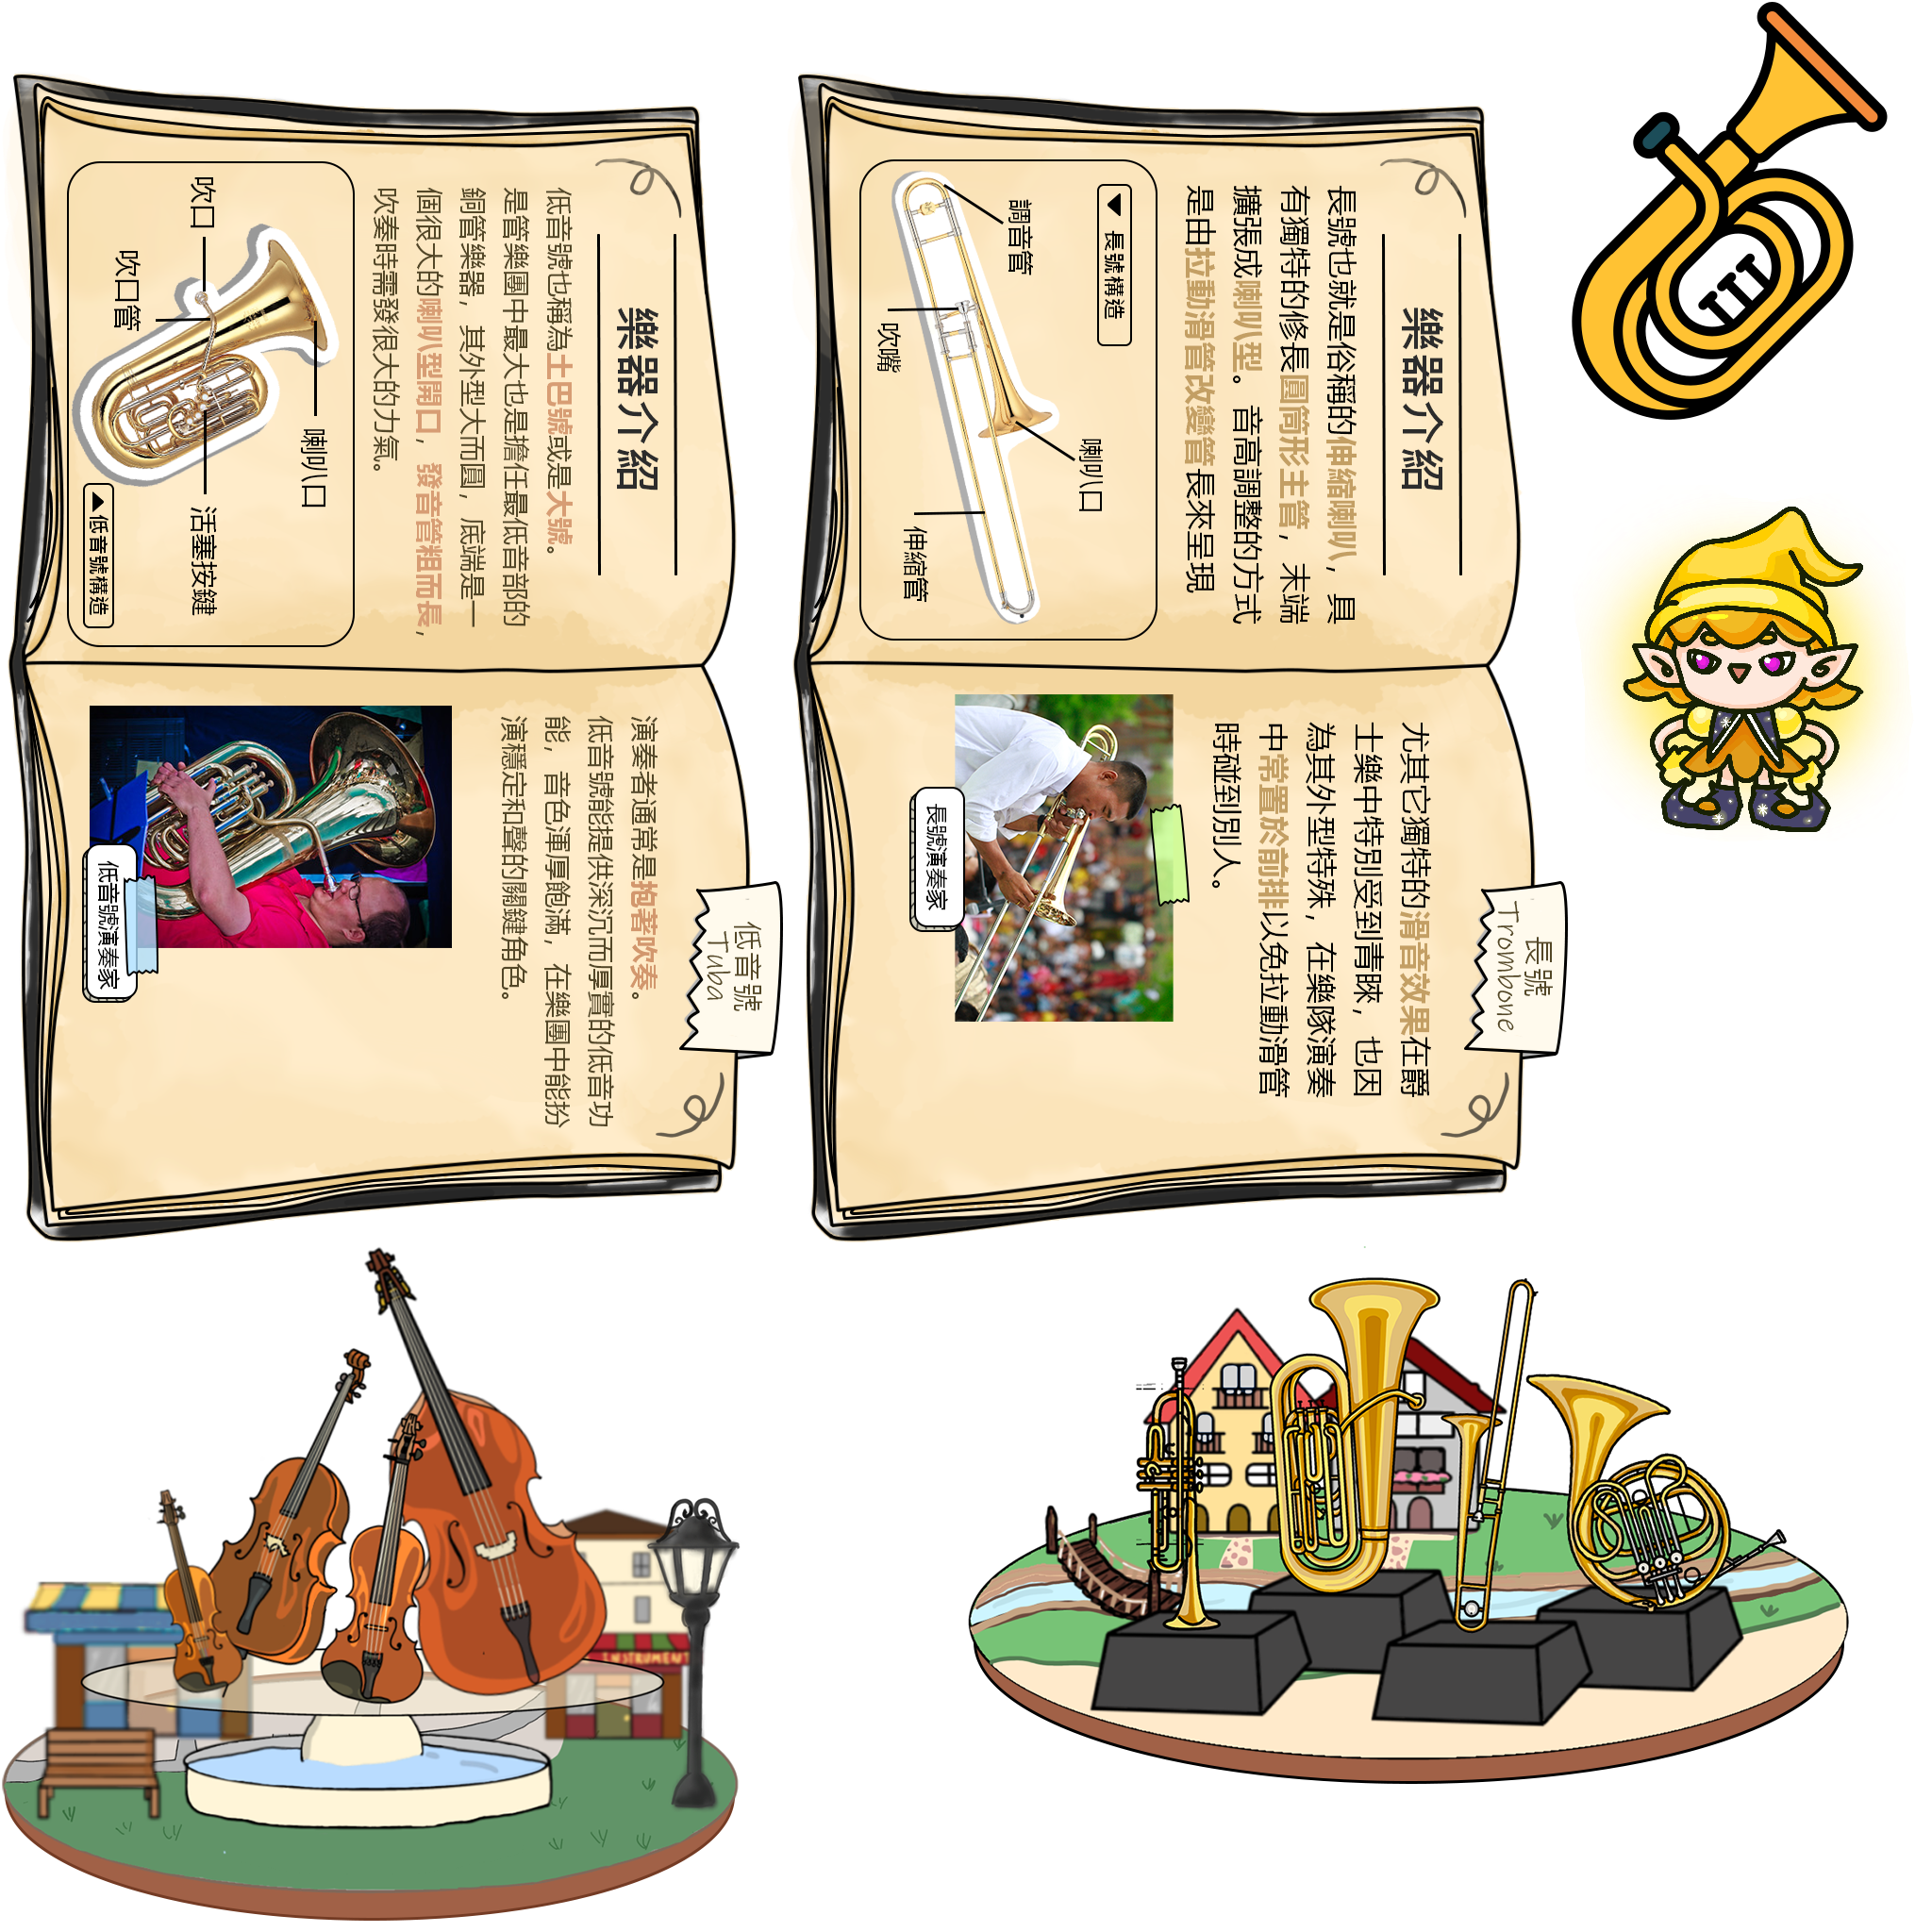 樂器介紹
低音號也稱為土巴號或是大號。
是管樂團中最大也是擔任最低音部的
銅管樂器，其外型大而圓，底端是一
個很大的喇叭型開口，發音管粗而長，
吹奏時需發很大的力氣。
喇叭口
吹口
活塞按鍵
吹口管
▲低音號構造
低音號
Tuba
演奏者通常是抱著吹奏。
低音號能提供深沉而厚實的低音功
能，音色渾厚飽滿，在樂團中能扮
演穩定和聲的關鍵角色。
低音號演奏家
樂器介紹
長號也就是俗稱的伸縮喇叭，具
有獨特的修長圓筒形主管，末端
擴張成喇叭型。音高調整的方式
是由拉動滑管改變管長來呈現
▼ 長號構造
調音管
喇叭口
吹嘴
伸縮管
長號
Trombone
尤其它獨特的滑音效果在爵
士樂中特別受到青睞，也因
為其外型特殊，在樂隊演奏
中常置於前排以免拉動滑管
時碰到別人。
長號演奏家
INSTRUMENT